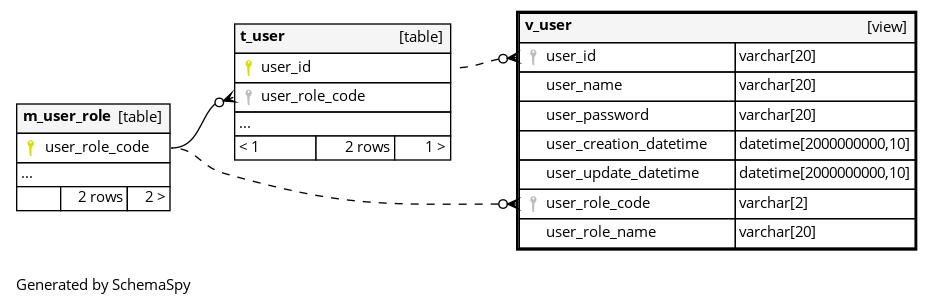 m_user_role [table]
user_role_code
...
2 rows 2 >
t_user [table]
user_id
user_role_code
...
< 1 2 rows 1 >
v_user [view]
user_id varchar[20]
user_name varchar[20]
user_password varchar[20]
user_creation_datetime datetime[2000000000,10]
user_update_datetime datetime[2000000000,10]
user_role_code varchar[2]
user_role_name varchar[20]
Generated by SchemaSpy